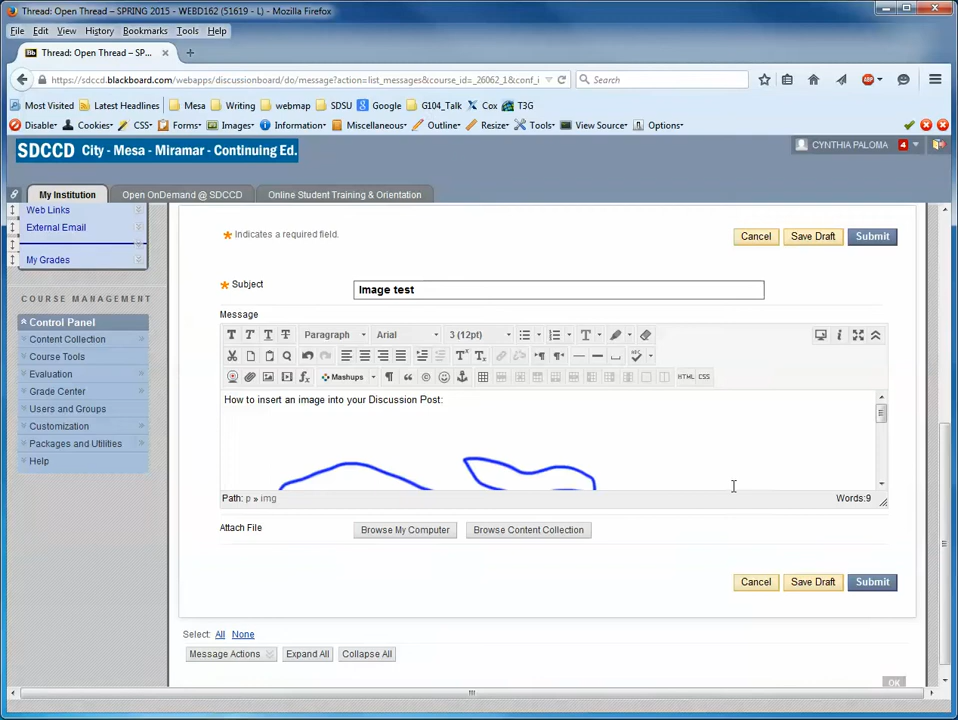 Thread: Open Thread – SPRING 2015 – WEBD162 (51619 - L) - Mozilla Firefox
File Edit View History Bookmarks Tools Help
Bb Thread: Open Thread – SP...
https://sdccd.blackboard.com/webapps/discussionboard/do/message?action=list_messages&course_id=_26062_1&conf_i
Search
ABP
Most Visited Latest Headlines Mesa Writing webmap SDSU Google G104_Talk Cox T3G
Disable Cookies CSS Forms Images Information Miscellaneous Outline Resize Tools View Source Options
SDCCD City - Mesa - Miramar - Continuing Ed.
CYNTHIA PALOMA 4
My Institution Open OnDemand @ SDCCD Online Student Training & Orientation
Web Links
External Email
My Grades
COURSE MANAGEMENT
Control Panel
Content Collection
Course Tools
Evaluation
Grade Center
Users and Groups
Customization
Packages and Utilities
Help
Indicates a required field.
Cancel Save Draft Submit
Subject Image test
Message
T T T T Paragraph Arial 3 (12pt) T
ABC
Mashups HTML CSS
How to insert an image into your Discussion Post:
Path: p » img Words:9
Attach File Browse My Computer Browse Content Collection
Cancel Save Draft Submit
Select: All None
Message Actions Expand All Collapse All
OK